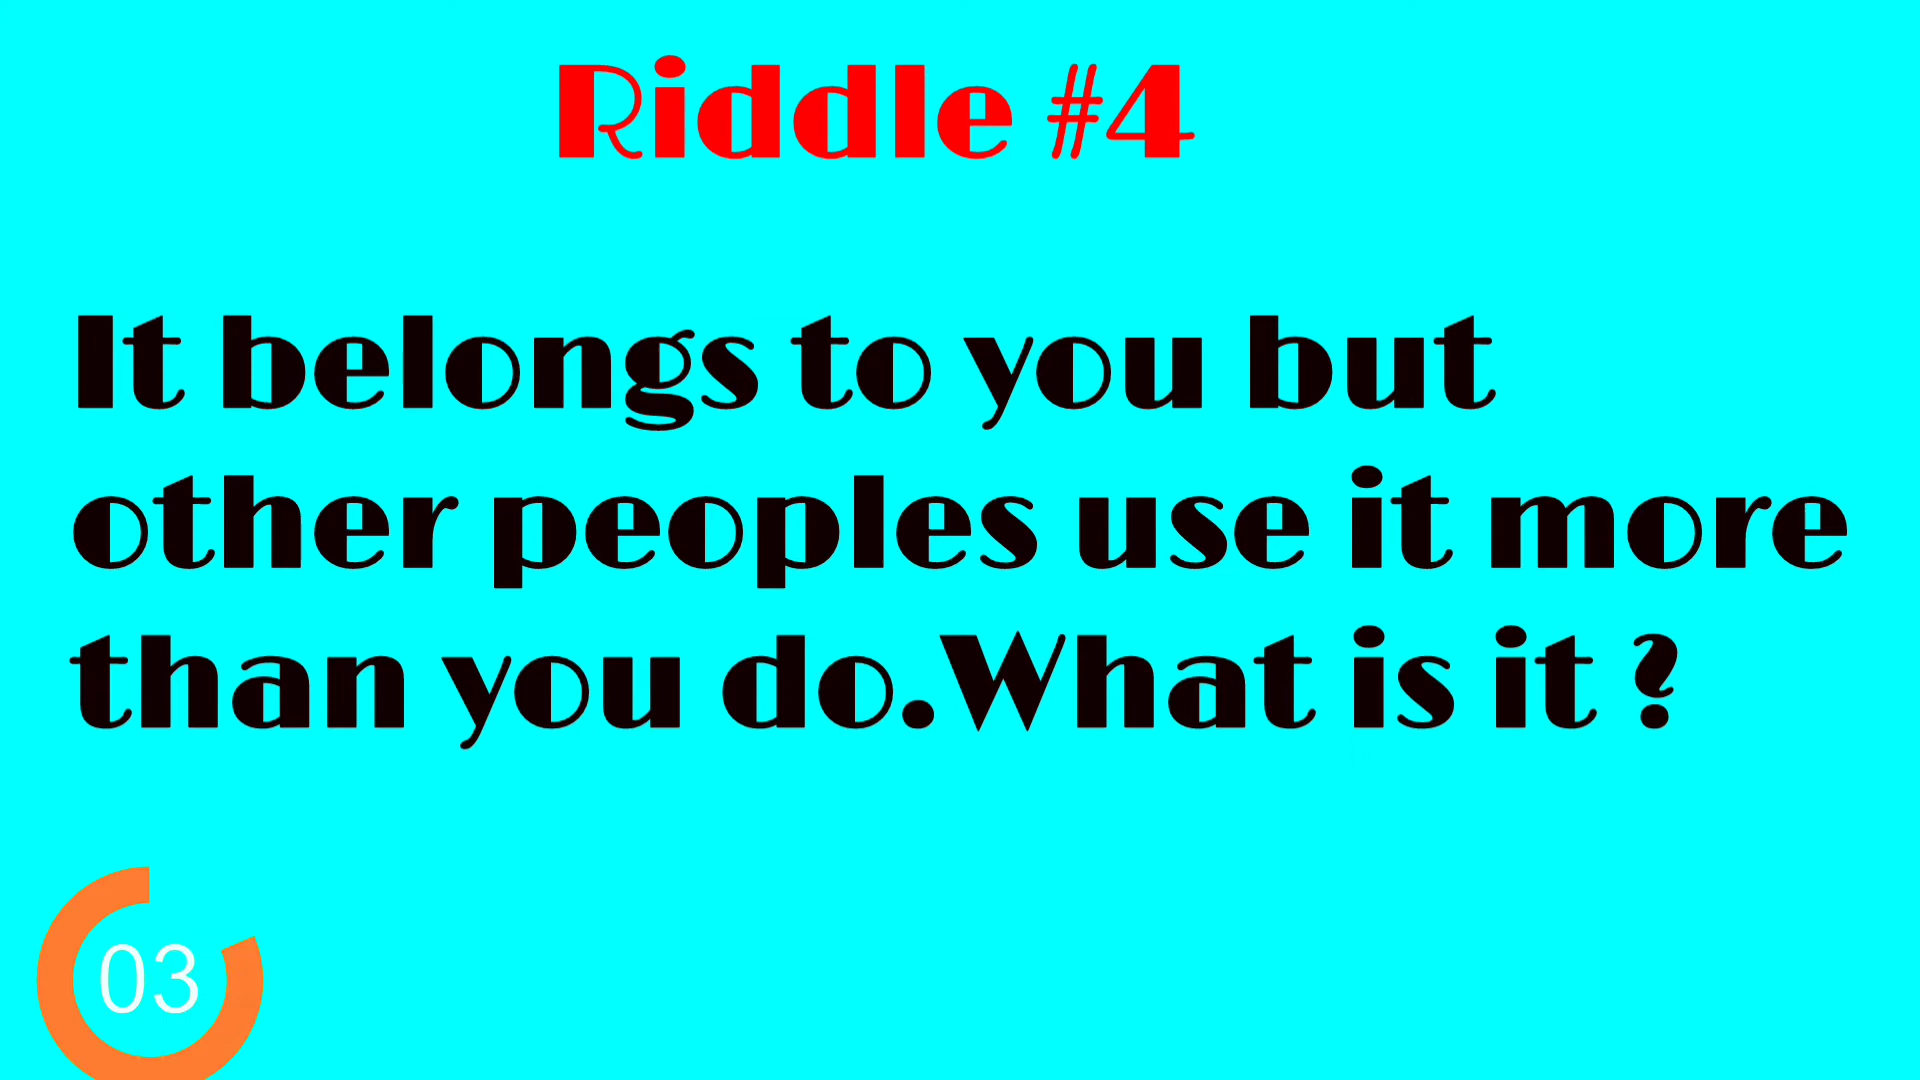 Riddle #4
It belongs to you but
other peoples use it more
than you do.What is it ?
03